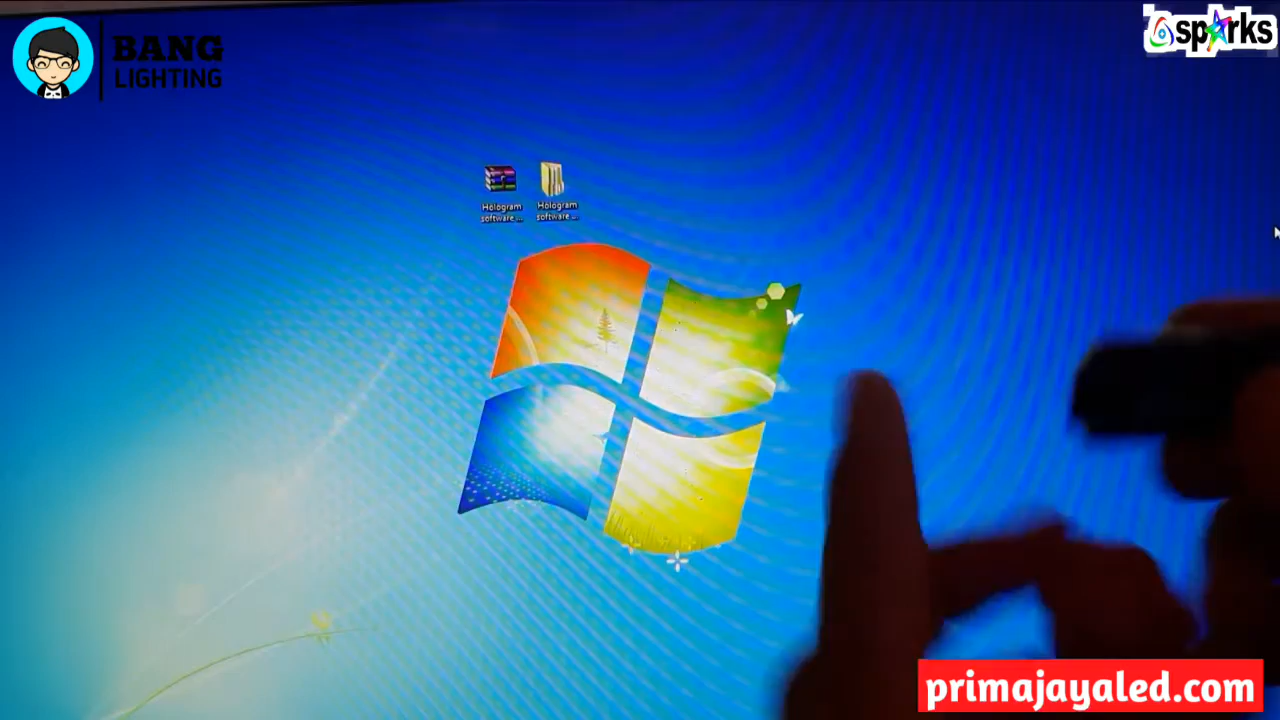 BANG
LIGHTING
sparks
Hologram
software ...
Hologram
software ...
primajayaled.com